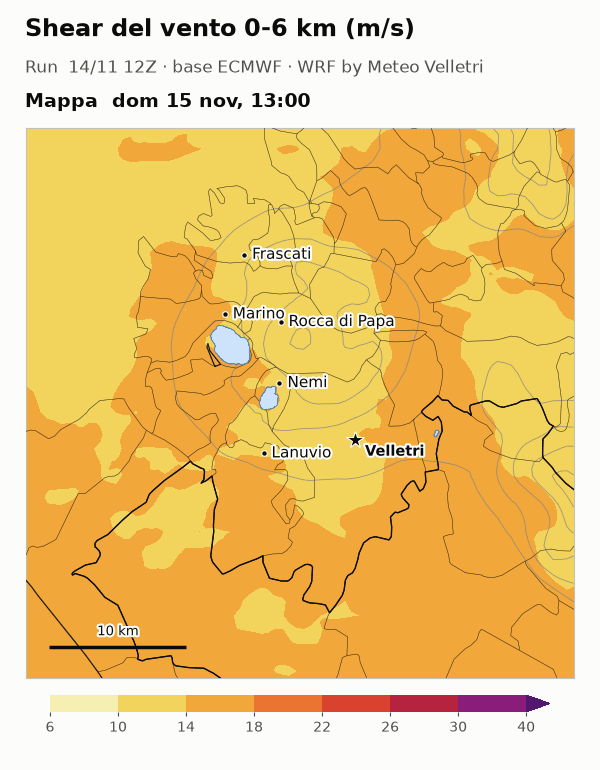 Shear del vento 0-6 km (m/s)
Run  14/11 12Z · base ECMWF · WRF by Meteo Velletri
Mappa  dom 15 nov, 13:00
Frascati
Marino
Rocca di Papa
Nemi
Velletri
Lanuvio
10 km
6 10 14 18 22 26 30 40